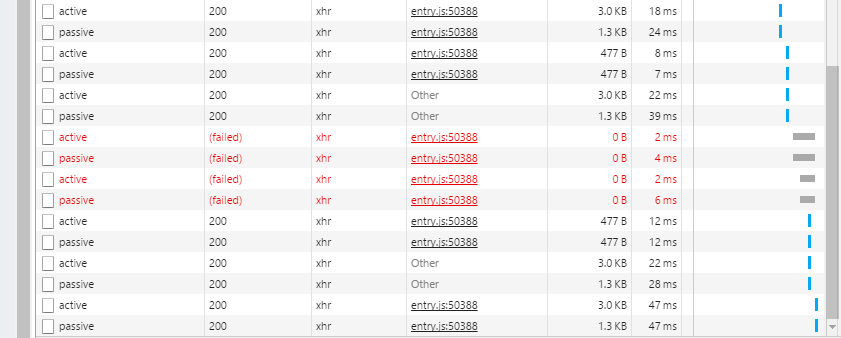 active 200 xhr entry.js:50388 3.0 KB 18 ms
passive 200 xhr entry.js:50388 1.3 KB 24 ms
active 200 xhr entry.js:50388 477 B 8 ms
passive 200 xhr entry.js:50388 477 B 7 ms
active 200 xhr Other 3.0 KB 22 ms
passive 200 xhr Other 1.3 KB 39 ms
active (failed) xhr entry.js:50388 0 B 2 ms
passive (failed) xhr entry.js:50388 0 B 4 ms
active (failed) xhr entry.js:50388 0 B 2 ms
passive (failed) xhr entry.js:50388 0 B 6 ms
active 200 xhr entry.js:50388 477 B 12 ms
passive 200 xhr entry.js:50388 477 B 12 ms
active 200 xhr Other 3.0 KB 22 ms
passive 200 xhr Other 1.3 KB 28 ms
active 200 xhr entry.js:50388 3.0 KB 47 ms
passive 200 xhr entry.js:50388 1.3 KB 47 ms